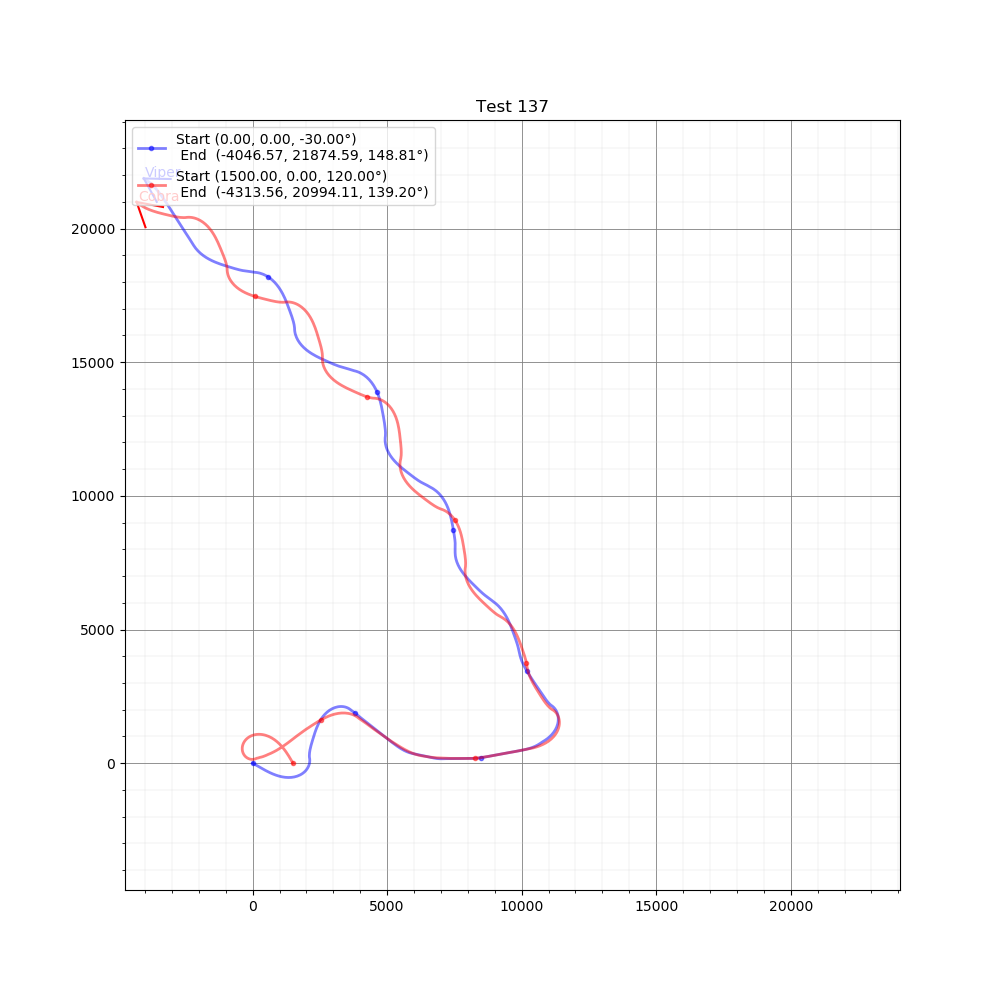 Test 137
Start (0.00, 0.00, -30.00°)
End (-4046.57, 21874.59, 148.81°)
Start (1500.00, 0.00, 120.00°)
End (-4313.56, 20994.11, 139.20°)
Viper
Cobra
20000
15000
10000
5000
0
0
5000
10000
15000
20000